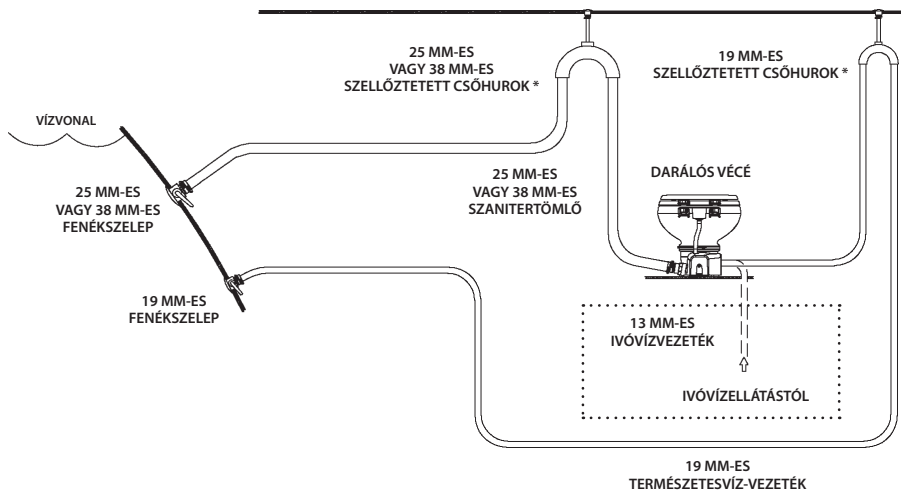 25 MM-ES
VAGY 38 MM-ES
SZELLŐZTETETT CSŐHUROK *
19 MM-ES
SZELLŐZTETETT CSŐHUROK *
VÍZVONAL
25 MM-ES
VAGY 38 MM-ES
FENÉKSZELEP
25 MM-ES
VAGY 38 MM-ES
SZANITERTÖMLŐ
DARÁLÓS VÉCÉ
19 MM-ES
FENÉKSZELEP
13 MM-ES
IVÓVÍZVEZETÉK
IVÓVÍZELLÁTÁSTÓL
19 MM-ES
TERMÉSZETESVÍZ-VEZETÉK